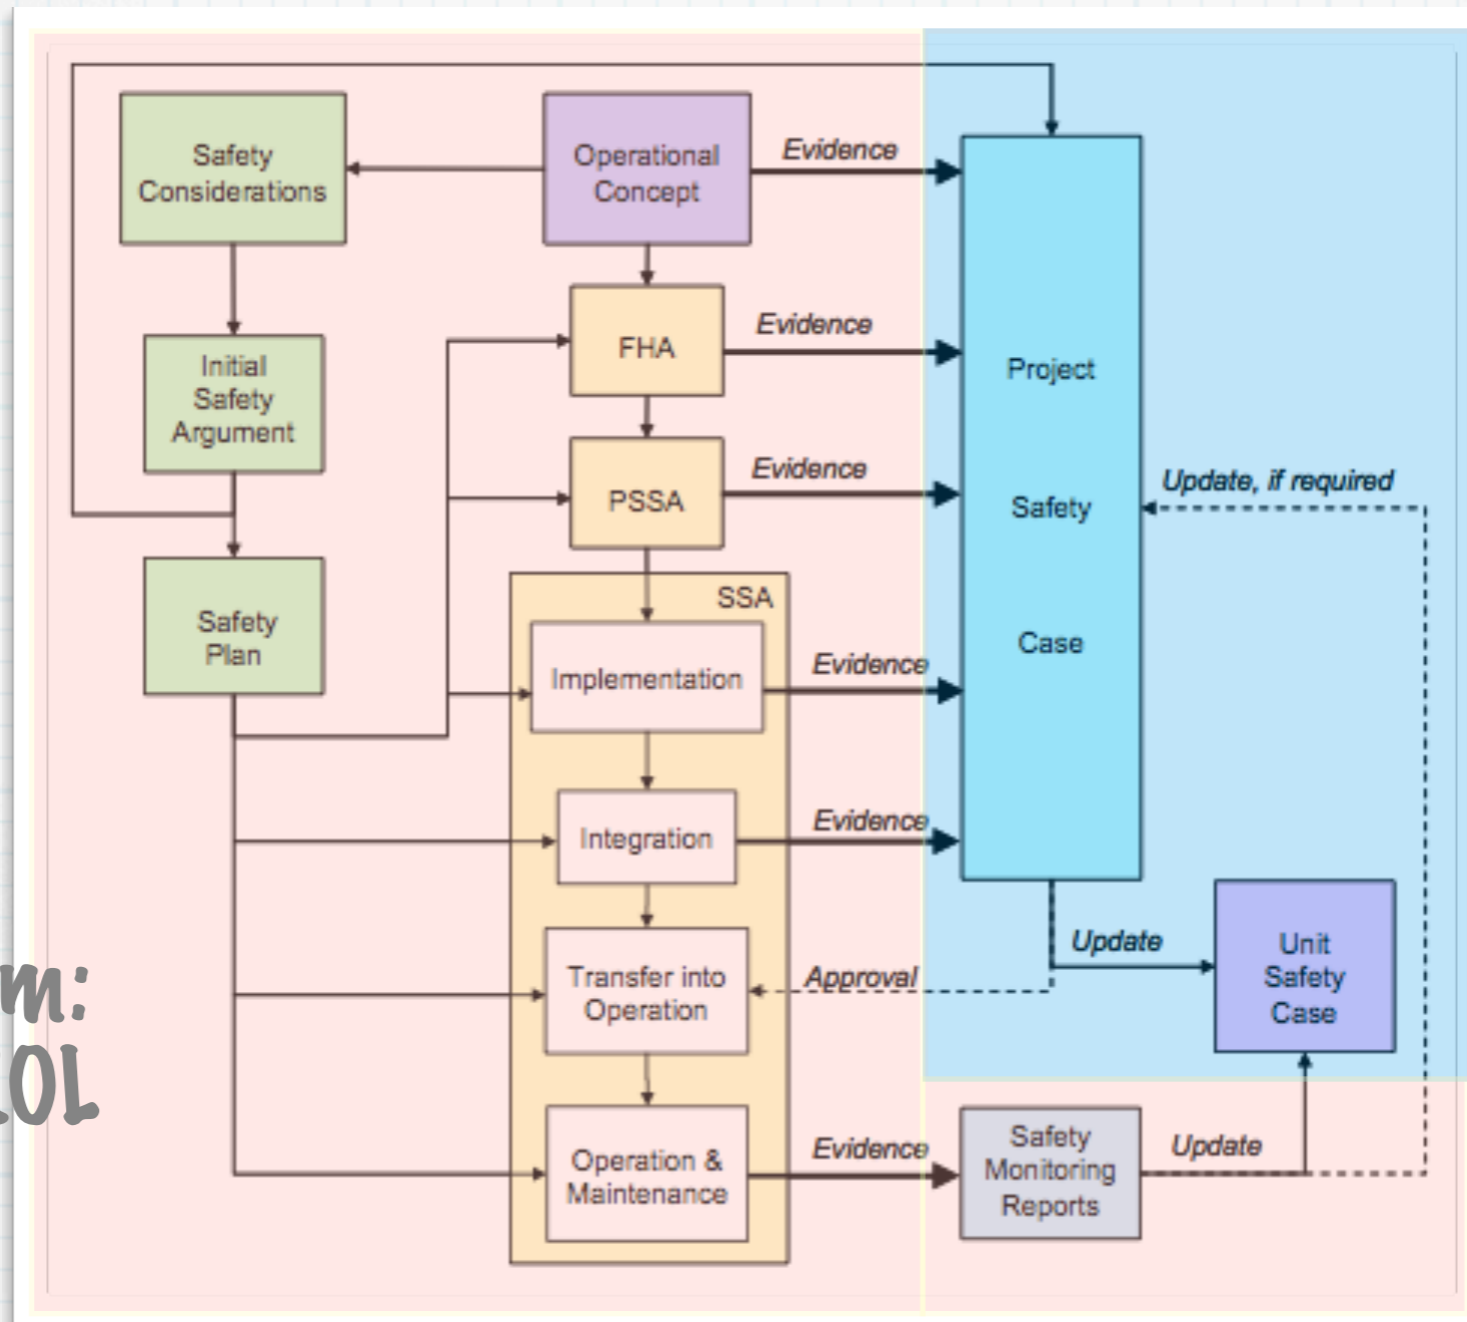 Safety
Considerations
Operational
Concept
Evidence
FHA
Evidence
Initial
Safety
Argument
Project
PSSA
Evidence
Safety
Update, if required
SSA
Safety
Plan
Implementation
Evidence
Case
Integration
Evidence
Transfer into
Operation
Approval
Update
Unit
Safety
Case
m:
OL
Operation &
Maintenance
Evidence
Safety
Monitoring
Reports
Update